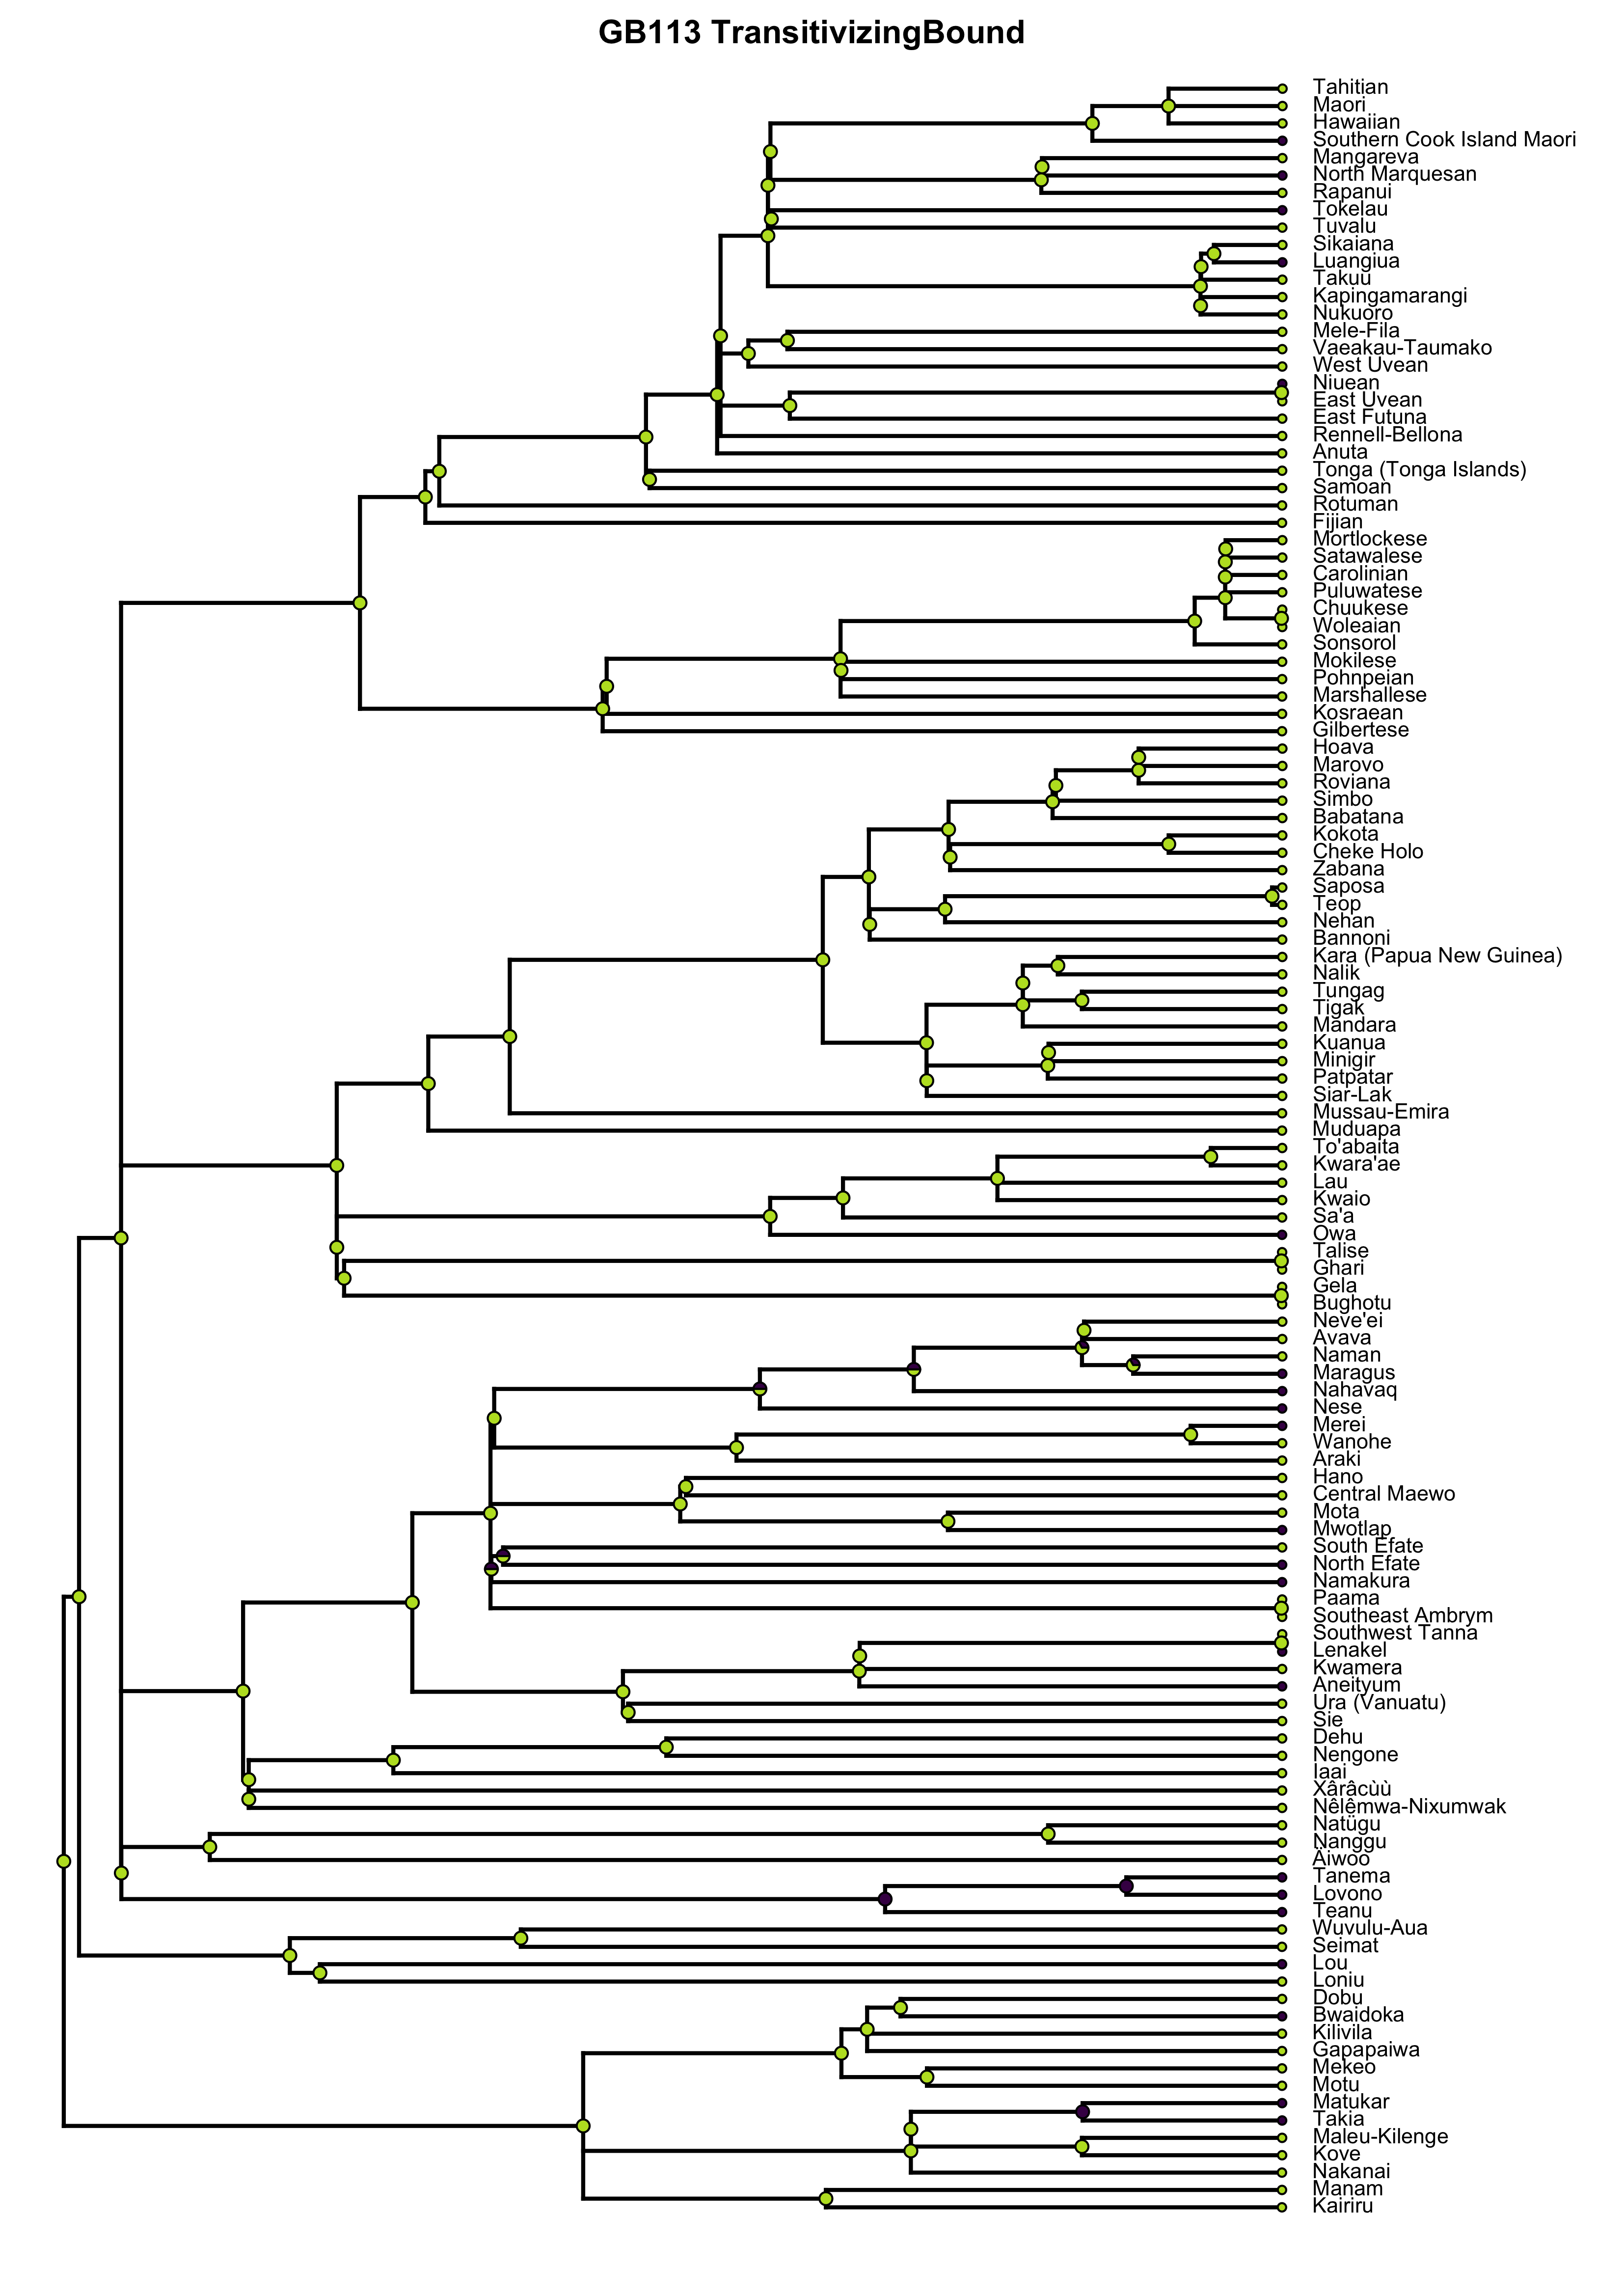 GB113 TransitivizingBound
Tahitian
Maori
Hawaiian
Southern Cook Island Maori
Mangareva
North Marquesan
Rapanui
Tokelau
Tuvalu
Sikaiana
Luangiua
Takuu
Kapingamarangi
Nukuoro
Mele-Fila
Vaeakau-Taumako
West Uvean
Niuean
East Uvean
East Futuna
Rennell-Bellona
Anuta
Tonga (Tonga Islands)
Samoan
Rotuman
Fijian
Mortlockese
Satawalese
Carolinian
Puluwatese
Chuukese
Woleaian
Sonsorol
Mokilese
Pohnpeian
Marshallese
Kosraean
Gilbertese
Hoava
Marovo
Roviana
Simbo
Babatana
Kokota
Cheke Holo
Zabana
Saposa
Teop
Nehan
Bannoni
Kara (Papua New Guinea)
Nalik
Tungag
Tigak
Mandara
Kuanua
Minigir
Patpatar
Siar-Lak
Mussau-Emira
Muduapa
To'abaita
Kwara'ae
Lau
Kwaio
Sa'a
Owa
Talise
Ghari
Gela
Bughotu
Neve'ei
Avava
Naman
Maragus
Nahavaq
Nese
Merei
Wanohe
Araki
Hano
Central Maewo
Mota
Mwotlap
South Efate
North Efate
Namakura
Paama
Southeast Ambrym
Southwest Tanna
Lenakel
Kwamera
Aneityum
Ura (Vanuatu)
Sie
Dehu
Nengone
Iaai
Xârâcùù
Nêlêmwa-Nixumwak
Natügu
Nanggu
Äiwoo
Tanema
Lovono
Teanu
Wuvulu-Aua
Seimat
Lou
Loniu
Dobu
Bwaidoka
Kilivila
Gapapaiwa
Mekeo
Motu
Matukar
Takia
Maleu-Kilenge
Kove
Nakanai
Manam
Kairiru